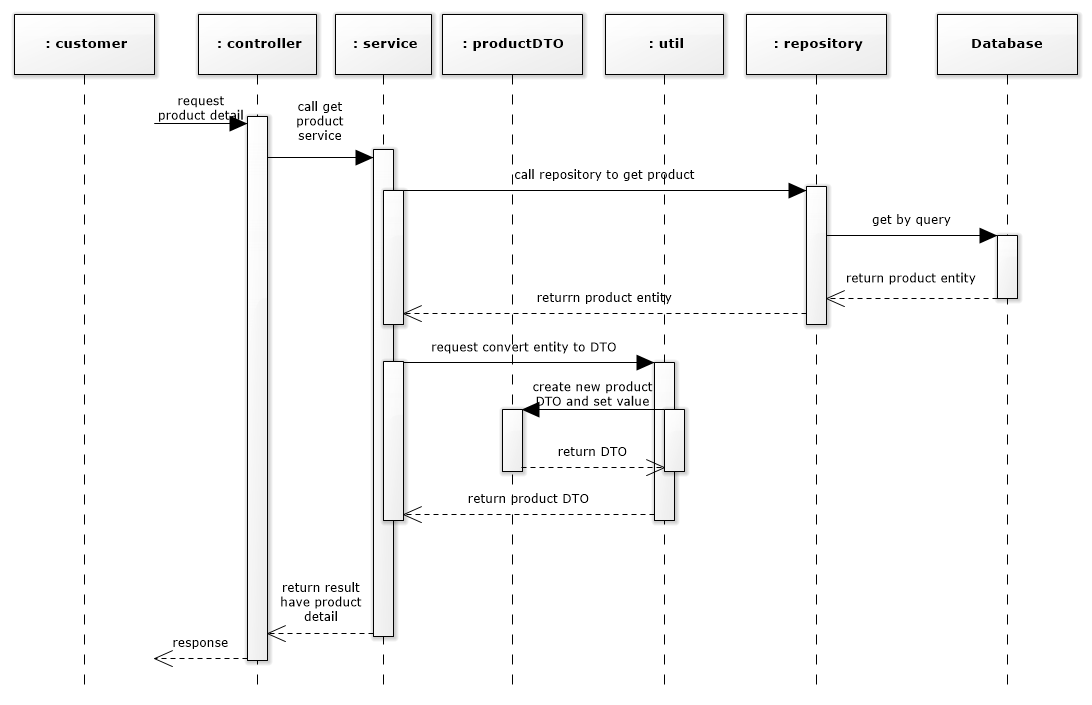 : customer
: controller
: service
: productDTO
: util
: repository
Database
request
product detail
call get
product
service
call repository to get product
get by query
return product entity
returrn product entity
request convert entity to DTO
create new product
DTO and set value
return DTO
return product DTO
return result
have product
detail
response